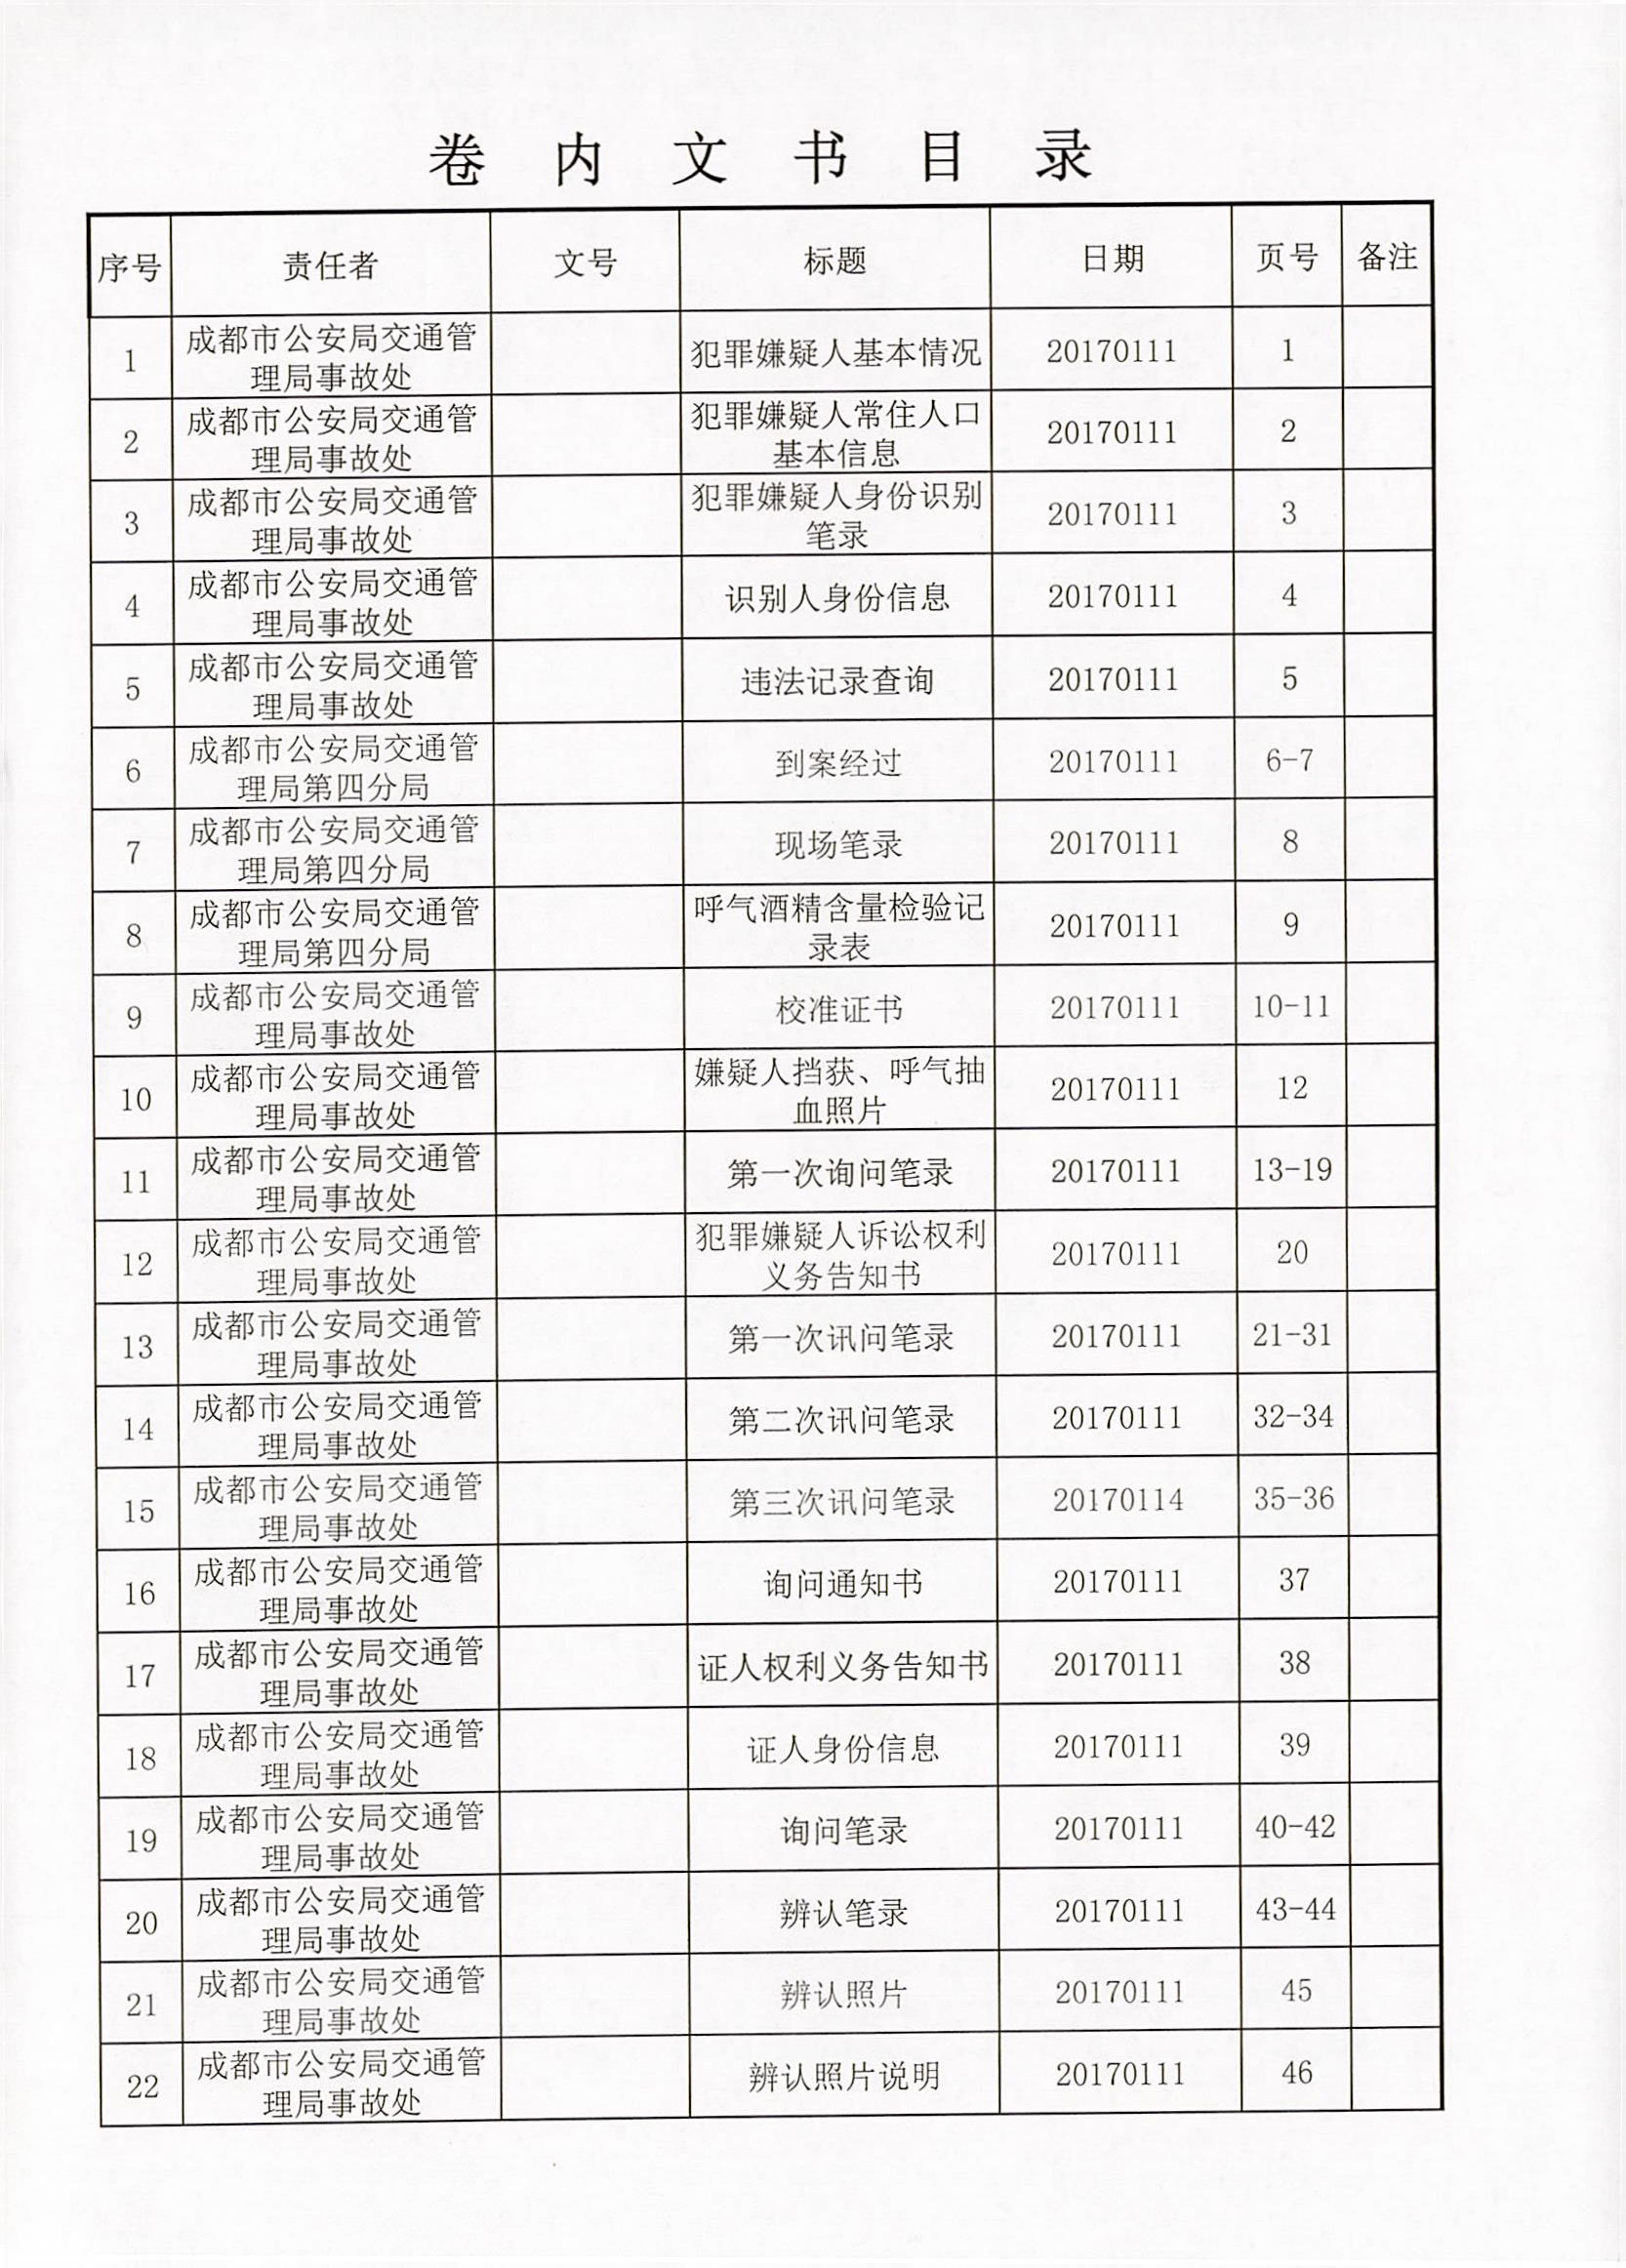 卷内文书目录
序号 责任者 文号 标题 日期 页号 备注
1 成都市公安局交通管理局事故处 犯罪嫌疑人基本情况 20170111 1
2 成都市公安局交通管理局事故处 犯罪嫌疑人常住人口基本信息 20170111 2
3 成都市公安局交通管理局事故处 犯罪嫌疑人身份识别笔录 20170111 3
4 成都市公安局交通管理局事故处 识别人身份信息 20170111 4
5 成都市公安局交通管理局事故处 违法记录查询 20170111 5
6 成都市公安局交通管理局第四分局 到案经过 20170111 6-7
7 成都市公安局交通管理局第四分局 现场笔录 20170111 8
8 成都市公安局交通管理局第四分局 呼气酒精含量检验记录表 20170111 9
9 成都市公安局交通管理局事故处 校准证书 20170111 10-11
10 成都市公安局交通管理局事故处 嫌疑人挡获、呼气抽血照片 20170111 12
11 成都市公安局交通管理局事故处 第一次询问笔录 20170111 13-19
12 成都市公安局交通管理局事故处 犯罪嫌疑人诉讼权利义务告知书 20170111 20
13 成都市公安局交通管理局事故处 第一次讯问笔录 20170111 21-31
14 成都市公安局交通管理局事故处 第二次讯问笔录 20170111 32-34
15 成都市公安局交通管理局事故处 第三次讯问笔录 20170114 35-36
16 成都市公安局交通管理局事故处 询问通知书 20170111 37
17 成都市公安局交通管理局事故处 证人权利义务告知书 20170111 38
18 成都市公安局交通管理局事故处 证人身份信息 20170111 39
19 成都市公安局交通管理局事故处 询问笔录 20170111 40-42
20 成都市公安局交通管理局事故处 辨认笔录 20170111 43-44
21 成都市公安局交通管理局事故处 辨认照片 20170111 45
22 成都市公安局交通管理局事故处 辨认照片说明 20170111 46